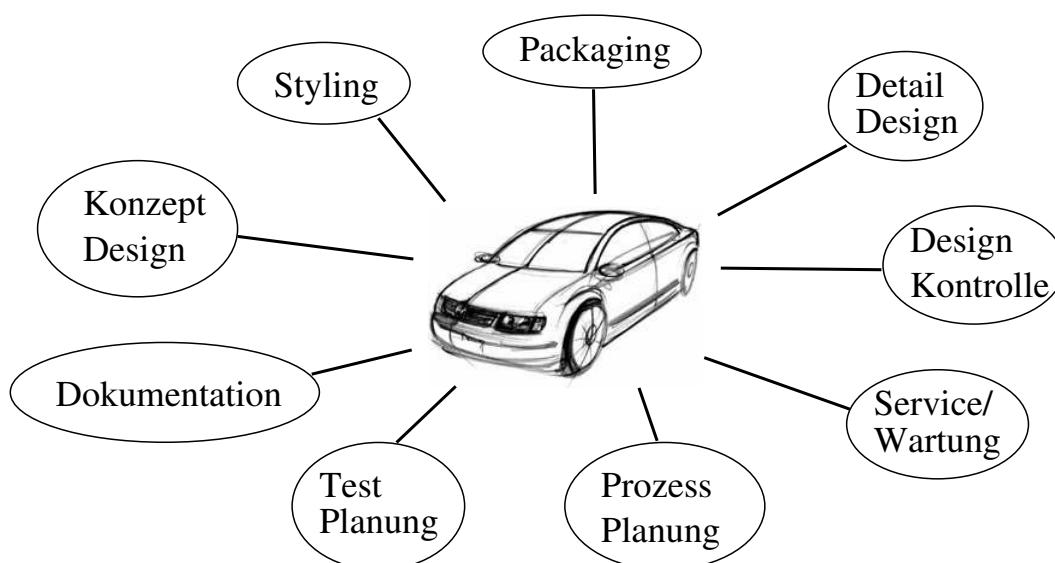 Packaging
Styling
Detail
Design
Konzept
Design
Design
Kontrolle
Dokumentation
Service/
Wartung
Test
Planung
Prozess
Planung